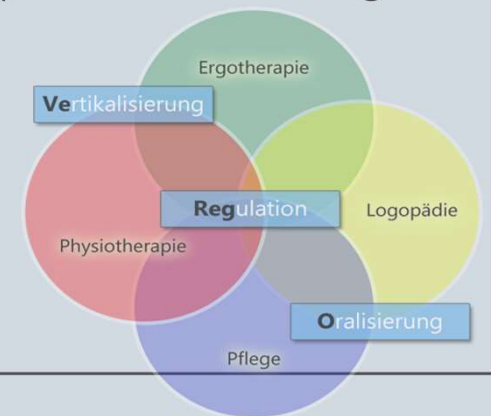 Ergotherapie
Vertikalisierung
Regulation
Logopädie
Physiotherapie
Oralisierung
Pflege